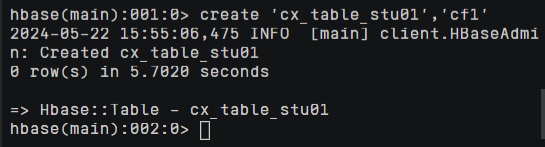 hbase(main):001:0> create 'cx_table_stu01','cf1'
2024-05-22 15:55:06,475 INFO  [main] client.HBaseAdmi
n: Created cx_table_stu01
0 row(s) in 5.7020 seconds

=> Hbase::Table - cx_table_stu01
hbase(main):002:0>